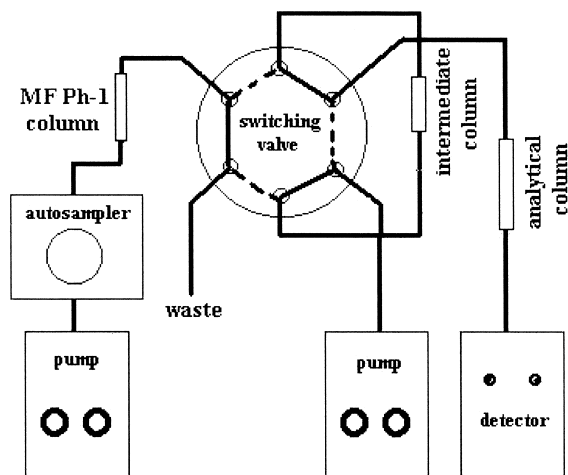 MF Ph-1
column
switching
valve
intermediate
column
analytical
column
autosampler
waste
pump
pump
detector